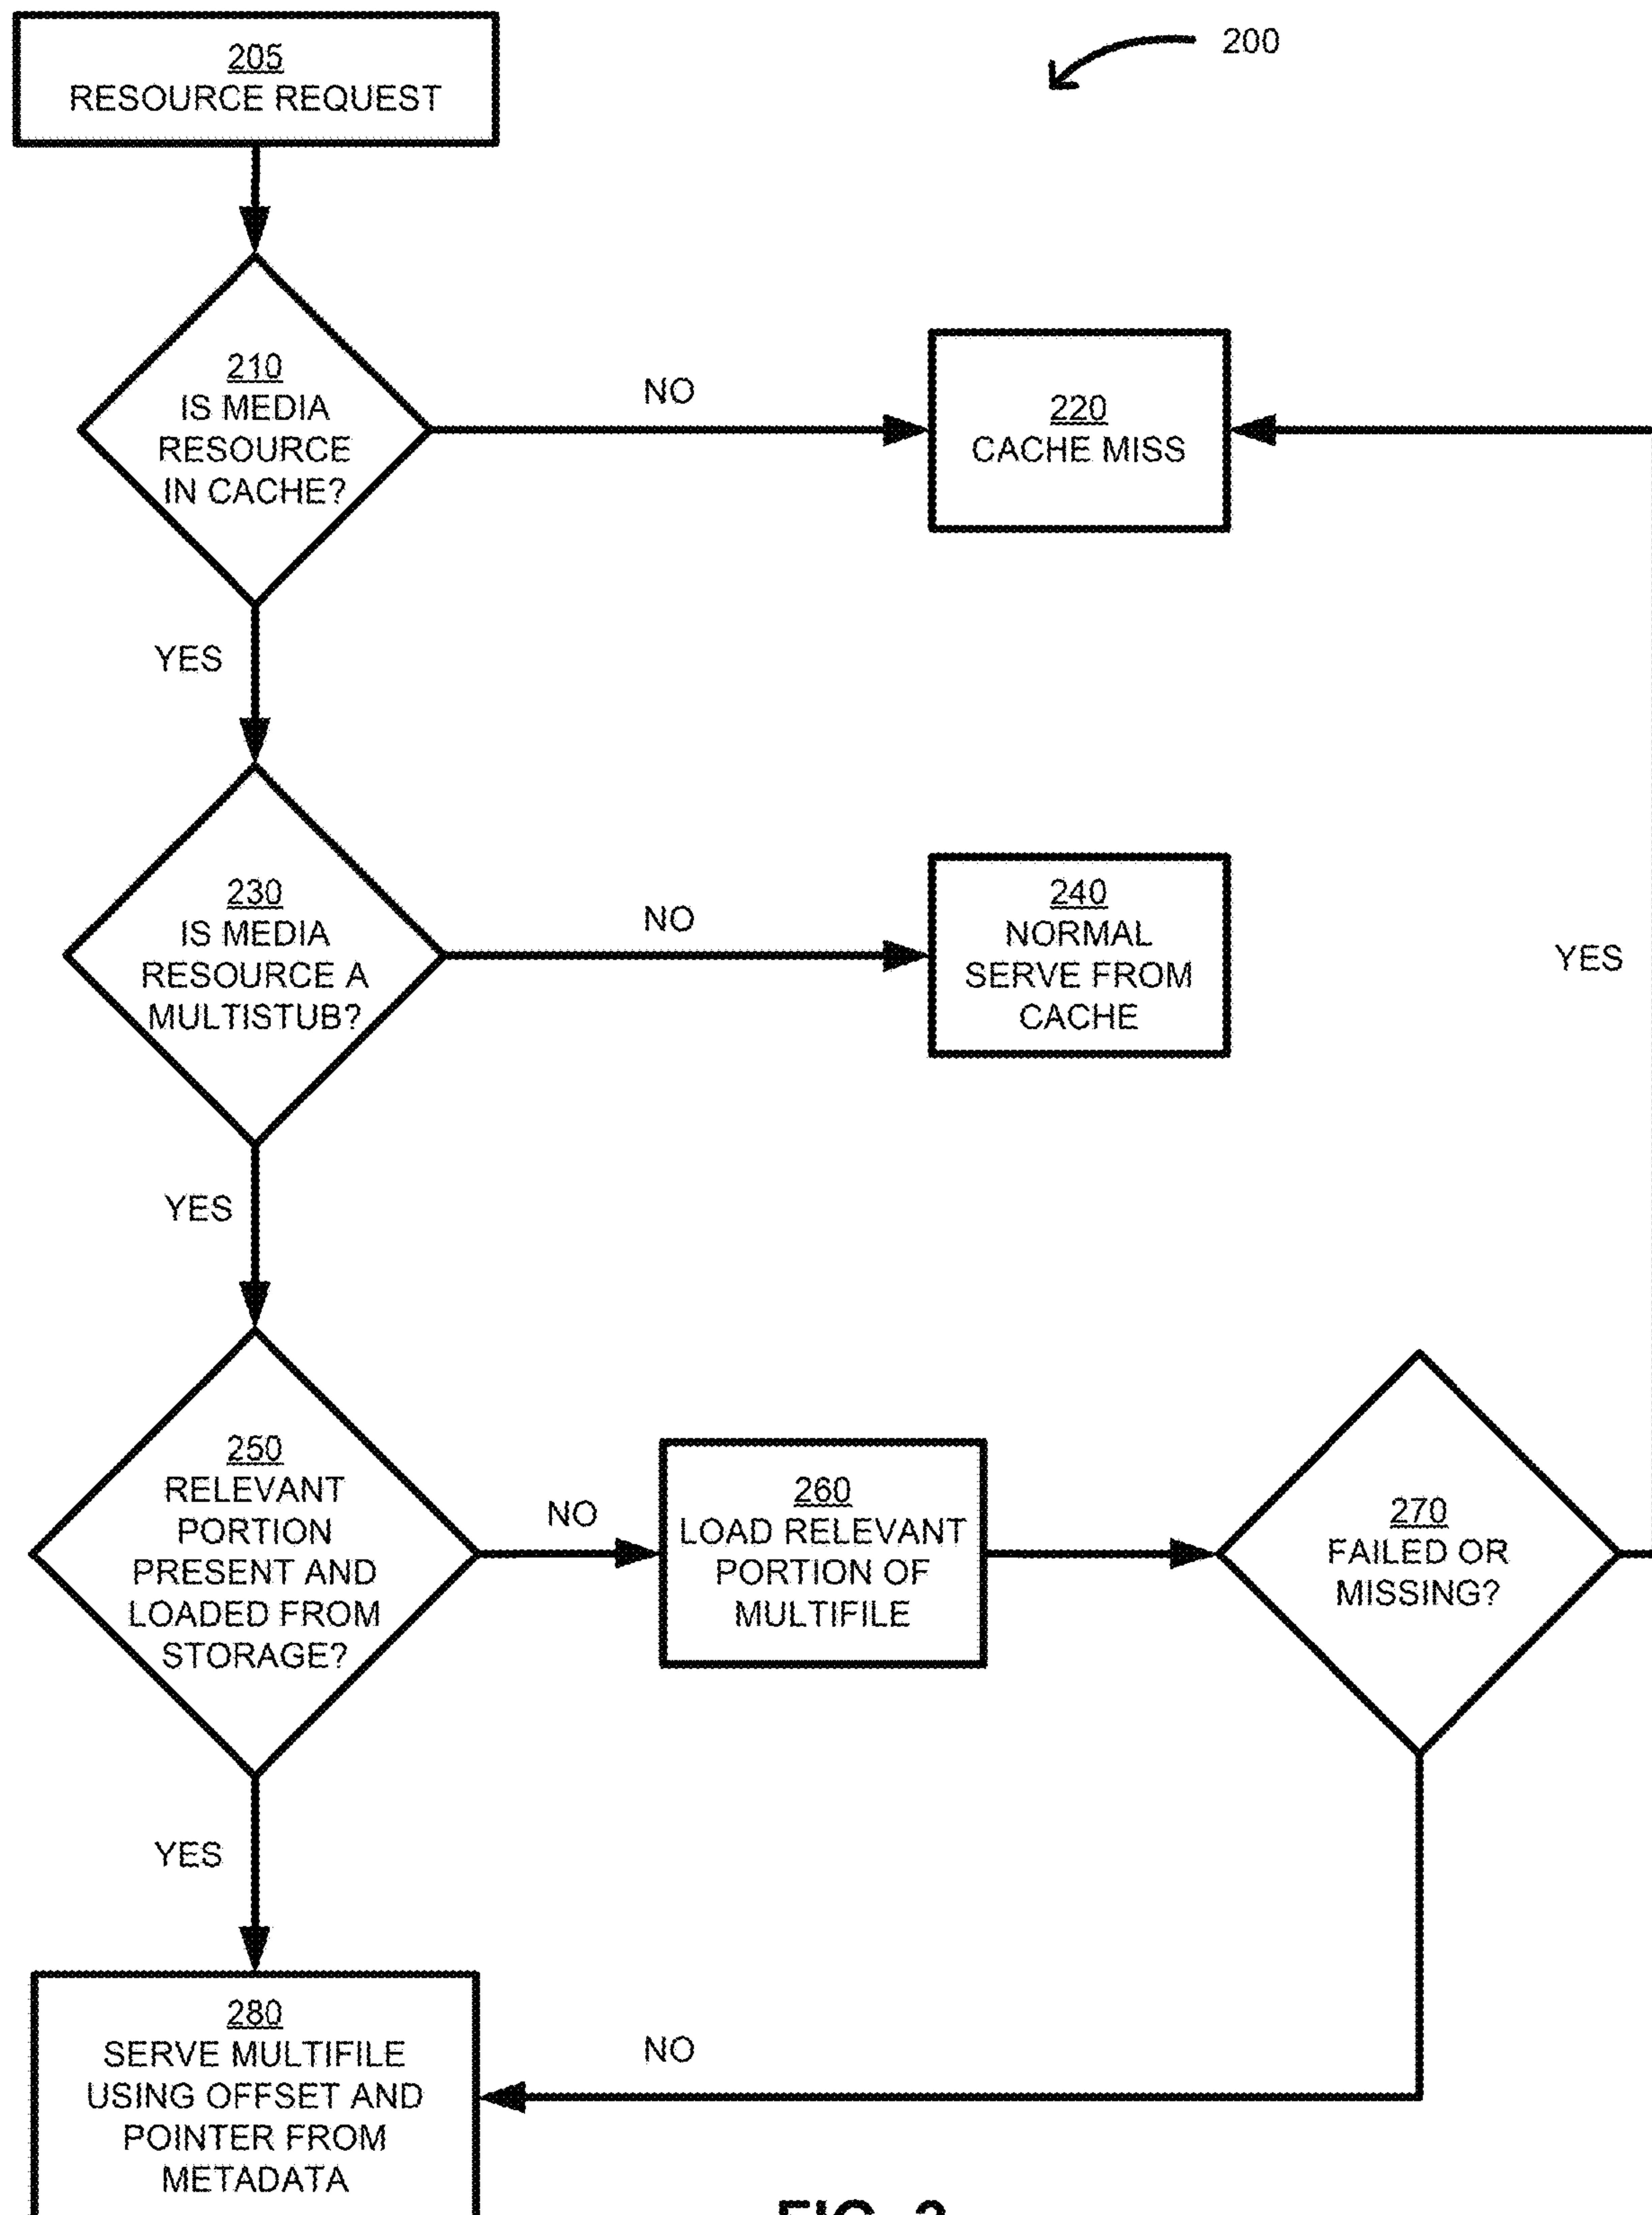 205
RESOURCE REQUEST
200
210
IS MEDIA
RESOURCE
IN CACHE?
NO
220
CACHE MISS
YES
230
IS MEDIA
RESOURCE A
MULTISTUB?
NO
240
NORMAL
SERVE FROM
CACHE
YES
YES
250
RELEVANT
PORTION
PRESENT AND
LOADED FROM
STORAGE?
NO
260
LOAD RELEVANT
PORTION OF
MULTIFILE
270
FAILED OR
MISSING?
YES
280
SERVE MULTIFILE
USING OFFSET AND
POINTER FROM
METADATA
NO
FIG.